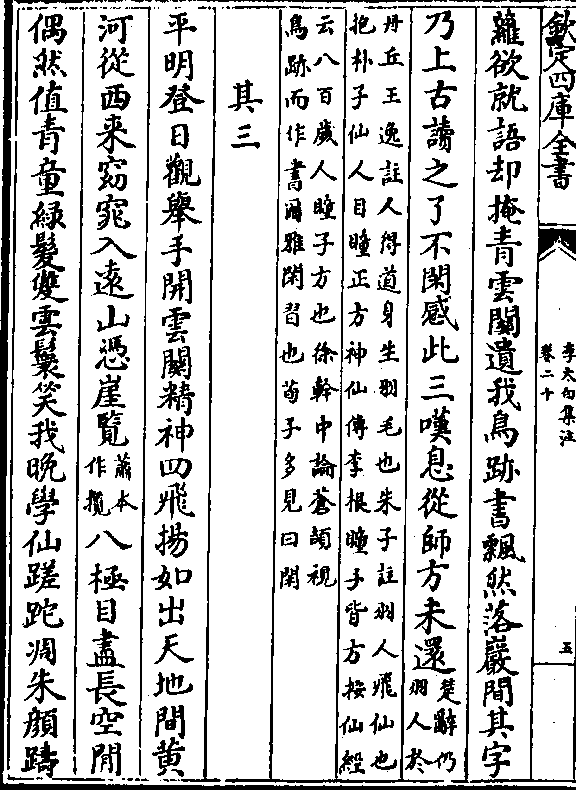 欽定四庫全書
李太白集注
卷二十
五
蘿欲就語却掩青雲關遺我鳥跡書飄然落巖間其字
乃上古讀之了不閑感此三嘆息從師方未還楚辭仍羽人於
丹丘王逸註人得道身生羽毛也朱子註羽人飛仙也
抱朴子仙人目瞳正方神仙傳李根瞳子皆方按仙經
云八百歲人瞳子方也徐幹中論蒼頡視
鳥跡而作書爾雅閑習也荀子多見曰閑
其三
平明登日觀舉手開雲關精神四飛揚如出天地間黄
河從西来窈窕入遠山憑崖覽蕭本作攬八極目盡長空閒
偶然值青童緑髪雙雲鬟笑我晚學仙蹉跎凋朱顔躊